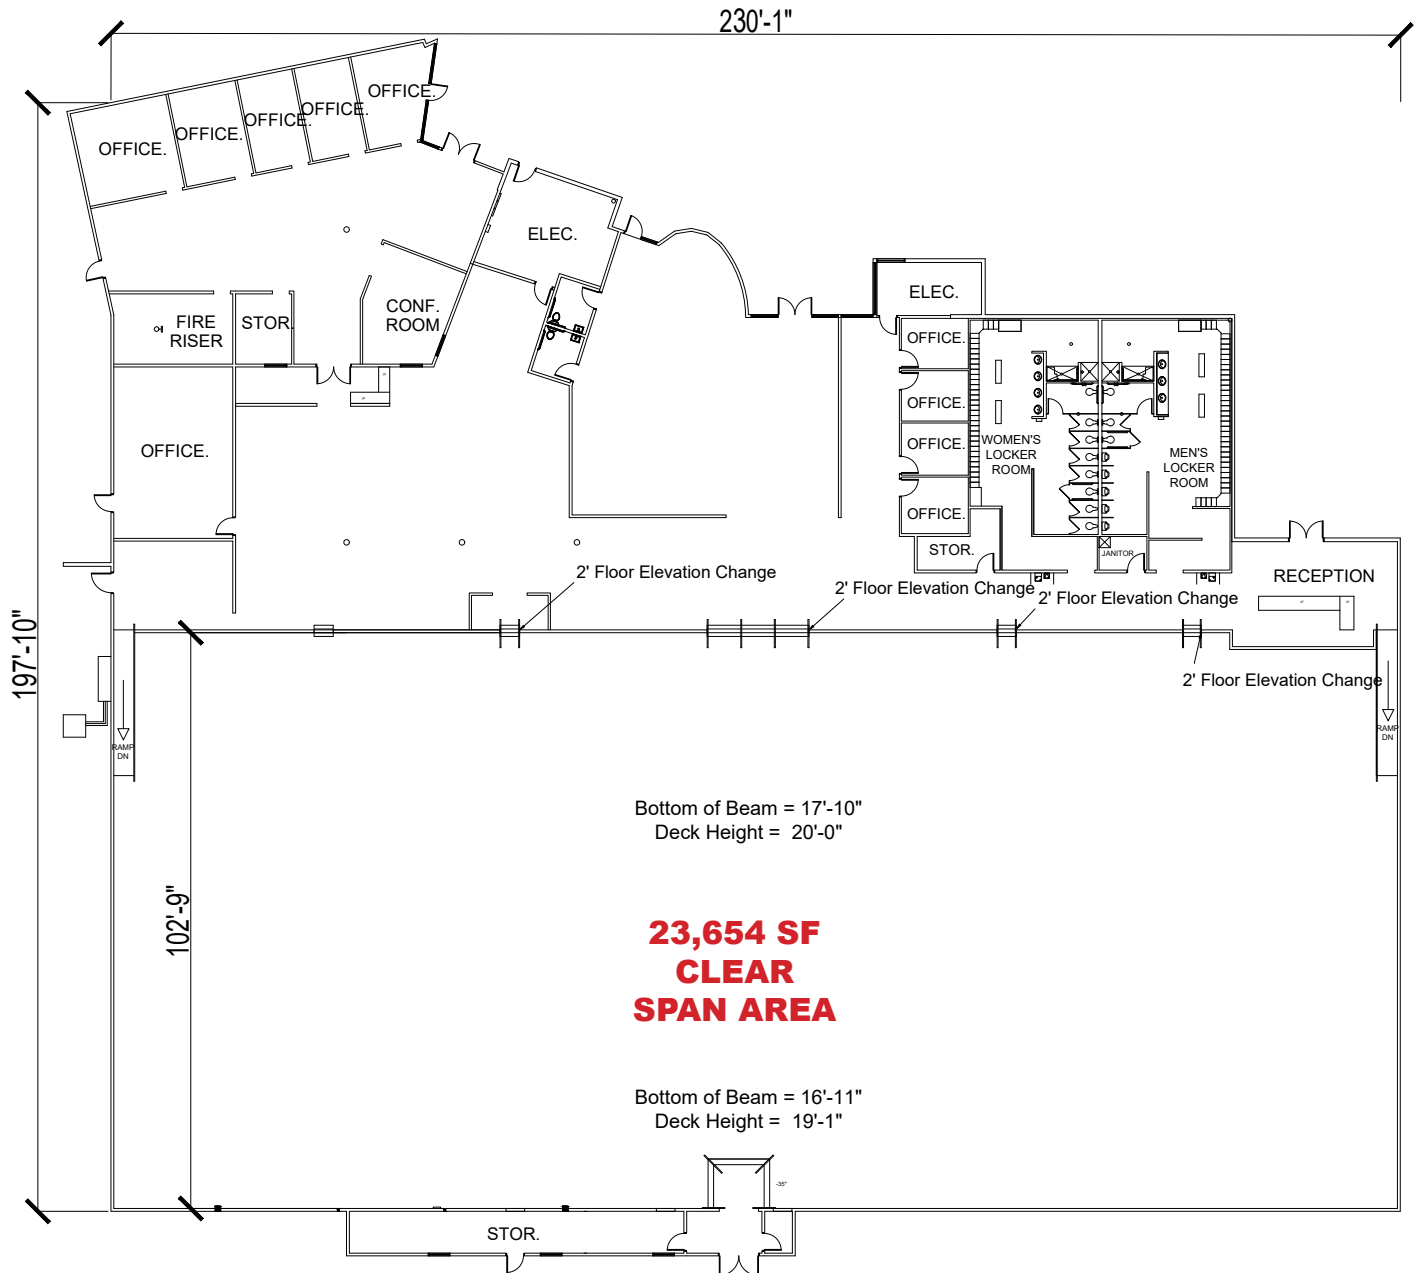 230'-1"
OFFICE.
OFFICE.
OFFICE.
OFFICE.
OFFICE.
ELEC.
ELEC.
CONF.
ROOM
FIRE
RISER
STOR.
OFFICE.
OFFICE.
OFFICE.
OFFICE.
OFFICE.
WOMEN'S
LOCKER
ROOM
MEN'S
LOCKER
ROOM
STOR.
JANITOR
RECEPTION
2' Floor Elevation Change
2' Floor Elevation Change
2' Floor Elevation Change
2' Floor Elevation Change
197'-10"
RAMP
DN
RAMP
DN
Bottom of Beam = 17'-10"
Deck Height = 20'-0"
102'-9"
23,654 SF
CLEAR
SPAN AREA
Bottom of Beam = 16'-11"
Deck Height = 19'-1"
-35"
STOR.